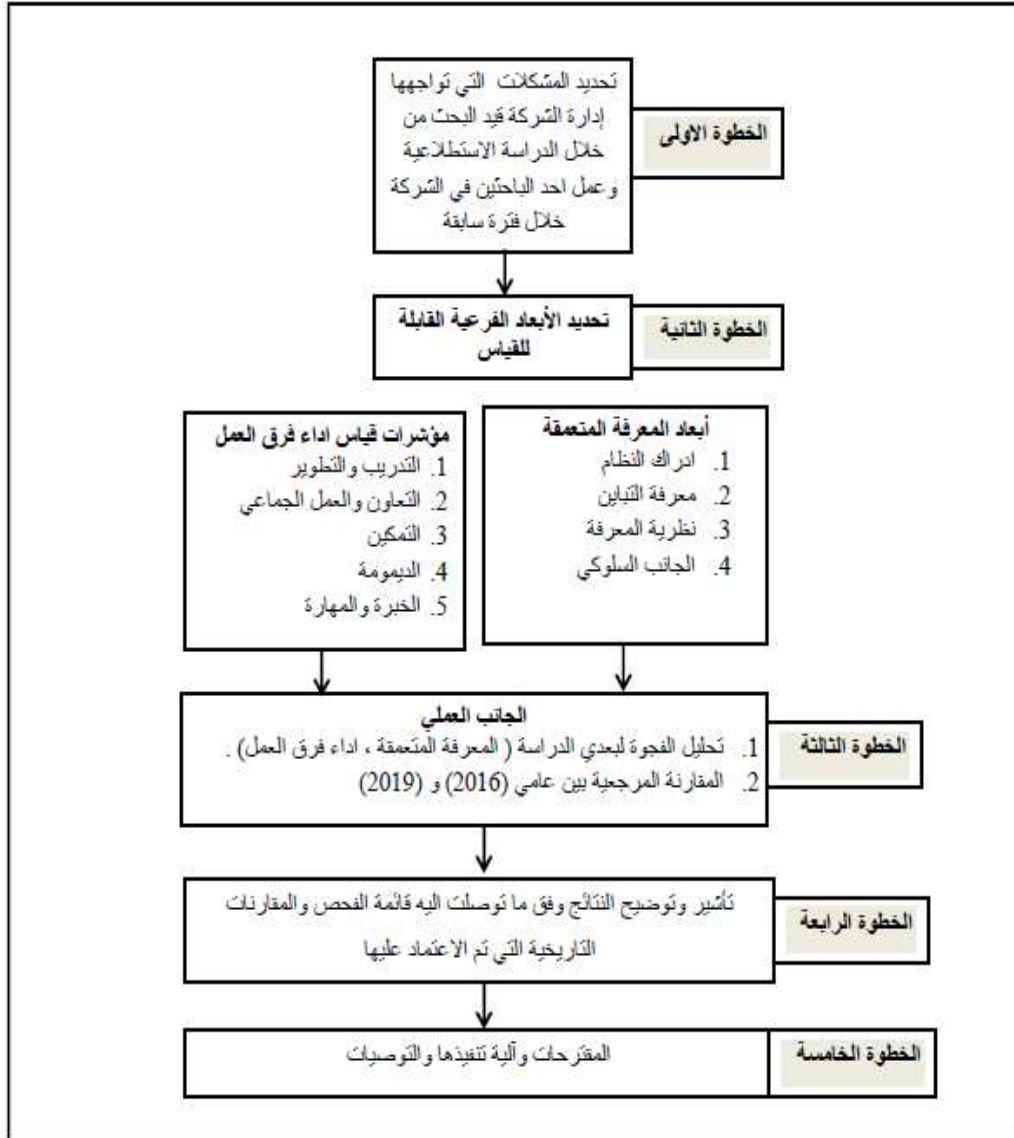 تحديد المشكلات التي تواجهها
إدارة الشركة قيد البحث من
خلال الدراسة الاستطلاعية
وعمل احد الباحثين في الشركة
خلال فترة سابقة
الخطوة الاولى
تحديد الأبعاد الفرعية القابلة
للقياس
الخطوة الثانية
أبعاد المعرفة المتعمقة
1. ادراك النظام
2. معرفة التباين
3. نظرية المعرفة
4. الجانب السلوكي
مؤشرات قياس اداء فرق العمل
1. التدريب والتطوير
2. التعاون والعمل الجماعي
3. التمكين
4. الديمومة
5. الخبرة والمهارة
الجانب العملي
1. تحليل الفجوة لبعدي الدراسة ( المعرفة المتعمقة ، اداء فرق العمل) .
2. المقارنة المرجعية بين عامي (2016) و (2019)
الخطوة الثالثة
تأشير وتوضيح النتائج وفق ما توصلت اليه قائمة الفحص والمقارنات
التاريخية التي تم الاعتماد عليها
الخطوة الرابعة
المقترحات وآلية تنفيذها والتوصيات
الخطوة الخامسة